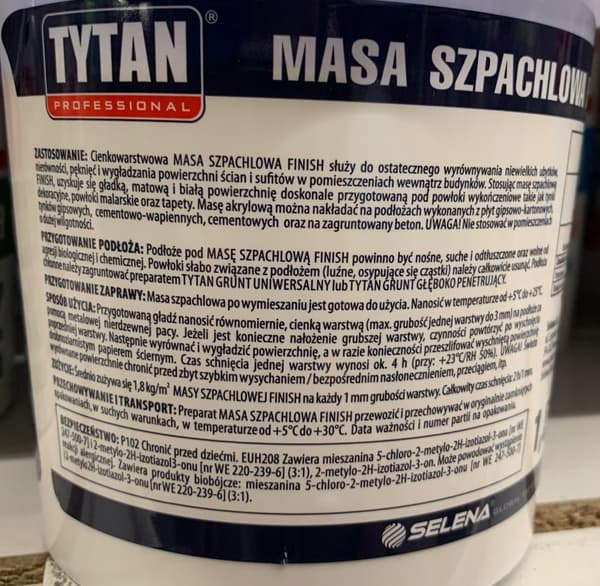 TYTAN ®
PROFESSIONAL
MASA SZPACHLOWA
ZASTOSOWANIE: Cienkowarstwowa MASA SZPACHLOWA FINISH służy do ostatecznego wyrównywania niewielkich ubytków,
nierówności, pęknięć i wygładzania powierzchni ścian i sufitów w pomieszczeniach wewnątrz budynków. Stosując masę szpachlową
FINISH, uzyskuje się gładką, matową i białą powierzchnię doskonale przygotowaną pod powłoki wykończeniowe takie jak tynki
dekoracyjne, powłoki malarskie oraz tapety. Masę akrylową można nakładać na podłożach wykonanych z płyt gipsowo-kartonowych,
tynków gipsowych, cementowo-wapiennych, cementowych oraz na zagruntowany beton. UWAGA! Nie stosować w pomieszczeniach
o dużej wilgotności.
PRZYGOTOWANIE PODŁOŻA: Podłoże pod MASĘ SZPACHLOWĄ FINISH powinno być nośne, suche i odtłuszczone oraz wolne od
agresji biologicznej i chemicznej. Powłoki słabo związane z podłożem (luźne, osypujące się cząstki) należy całkowicie usunąć. Podłoża
chłonne należy zagruntować preparatem TYTAN GRUNT UNIWERSALNY lub TYTAN GRUNT GŁĘBOKO PENETRUJĄCY.
PRZYGOTOWANIE ZAPRAWY: Masa szpachlowa po wymieszaniu jest gotowa do użycia. Nanosić w temperaturze od +5°C do +25°C.
SPOSÓB UŻYCIA: Przygotowaną gładź nanosić równomiernie, cienką warstwą (max. grubość jednej warstwy do 3 mm) na podłoże za
pomocą metalowej nierdzewnej pacy. Jeżeli jest konieczne nałożenie grubszej warstwy, czynności powtórzyć po wyschnięciu
poprzedniej warstwy. Następnie wyrównać i wygładzić powierzchnię, a w razie konieczności przeszlifować wyschniętą powierzchnię
drobnoziarnistym papierem ściernym. Czas schnięcia jednej warstwy wynosi ok. 4 h (przy: +23°C/RH 50%). UWAGA! Świeżo
wyrównane powierzchnie chronić przed zbyt szybkim wysychaniem / bezpośrednim nasłonecznieniem, przeciągiem, itp.
ZUŻYCIE: Średnio zużywa się 1,8 kg/m² MASY SZPACHLOWEJ FINISH na każdy 1 mm grubości warstwy. Całkowity czas schnięcia: 2 h/1 mm.
PRZECHOWYWANIE I TRANSPORT: Preparat MASA SZPACHLOWA FINISH przewozić i przechowywać w oryginalnie zamkniętych
opakowaniach, w suchych warunkach, w temperaturze od +5°C do +30°C. Data ważności i numer partii na opakowaniu.
BEZPIECZEŃSTWO: P102 Chronić przed dziećmi. EUH208 Zawiera mieszanina 5-chloro-2-metylo-2H-izotiazol-3-onu [nr WE
247-500-7] i 2-metylo-2H-izotiazol3-onu [nr WE 220-239-6] (3:1), 2-metylo-2H-izotiazol-3-on. Może powodować wystąpienie
reakcji alergicznej. Zawiera produkty biobójcze: mieszanina 5-chloro-2-metylo-2H-izotiazol-3-onu [nr WE 247-500-7]
i 2-metylo-2H-izotiazol-3-onu [nr WE 220-239-6] (3:1).
SELENA